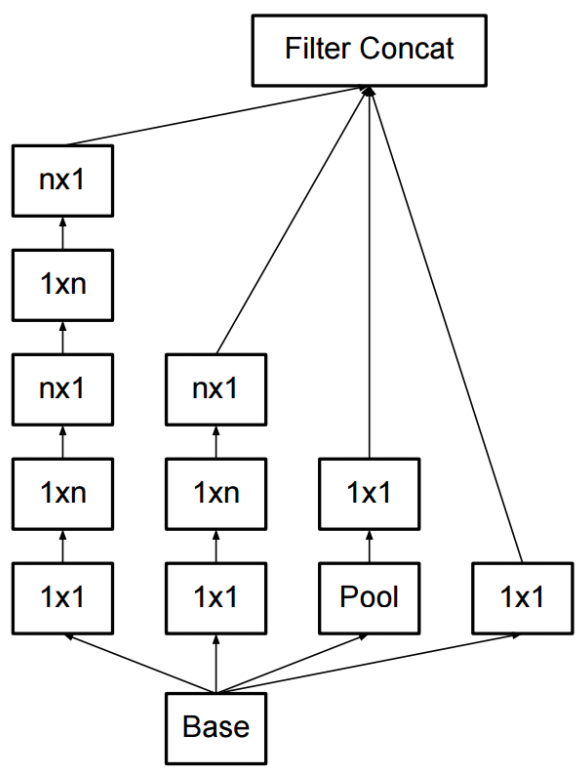 Filter Concat
nx1
1xn
nx1
nx1
1xn
1xn
1x1
1x1
1x1
Pool
1x1
Base